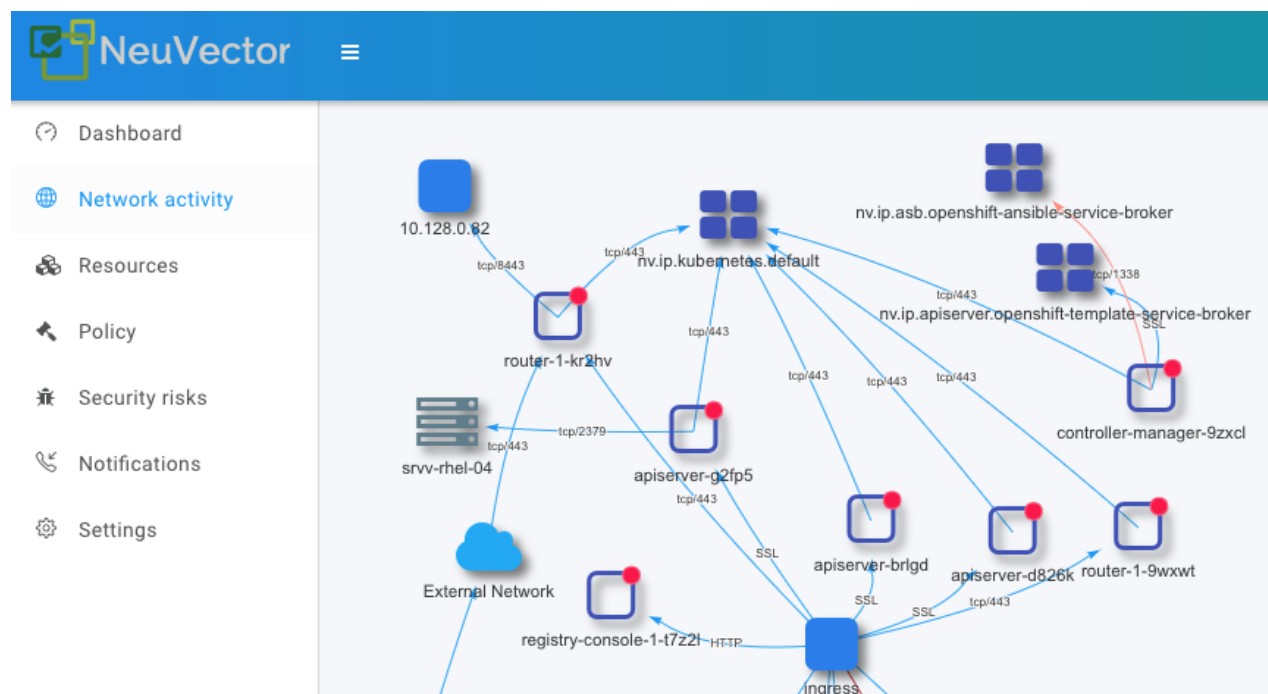 NeuVector
Dashboard
Network activity
Resources
Policy
Security risks
Notifications
Settings
nv.ip.asb.openshift-ansible-service-broker
10.128.0.82
tcp/443
nv.ip.kubernetes.default
tcp/8443
tcp/1338
tcp/443
nv.ip.apiserver.openshift-template-service-broker
SSL
tcp/443
router-1-kr2hv
tcp/443
tcp/443
tcp/443
tcp/2379
controller-manager-9zxcl
tcp/443
srvv-rhel-04
apiserver-g2fp5
tcp/443
SSL
apiserver-brlgd
apiserver-d826k
router-1-9wxwt
External Network
SSL
SSL
tcp/443
registry-console-1-t7z2l
HTTP
ingress